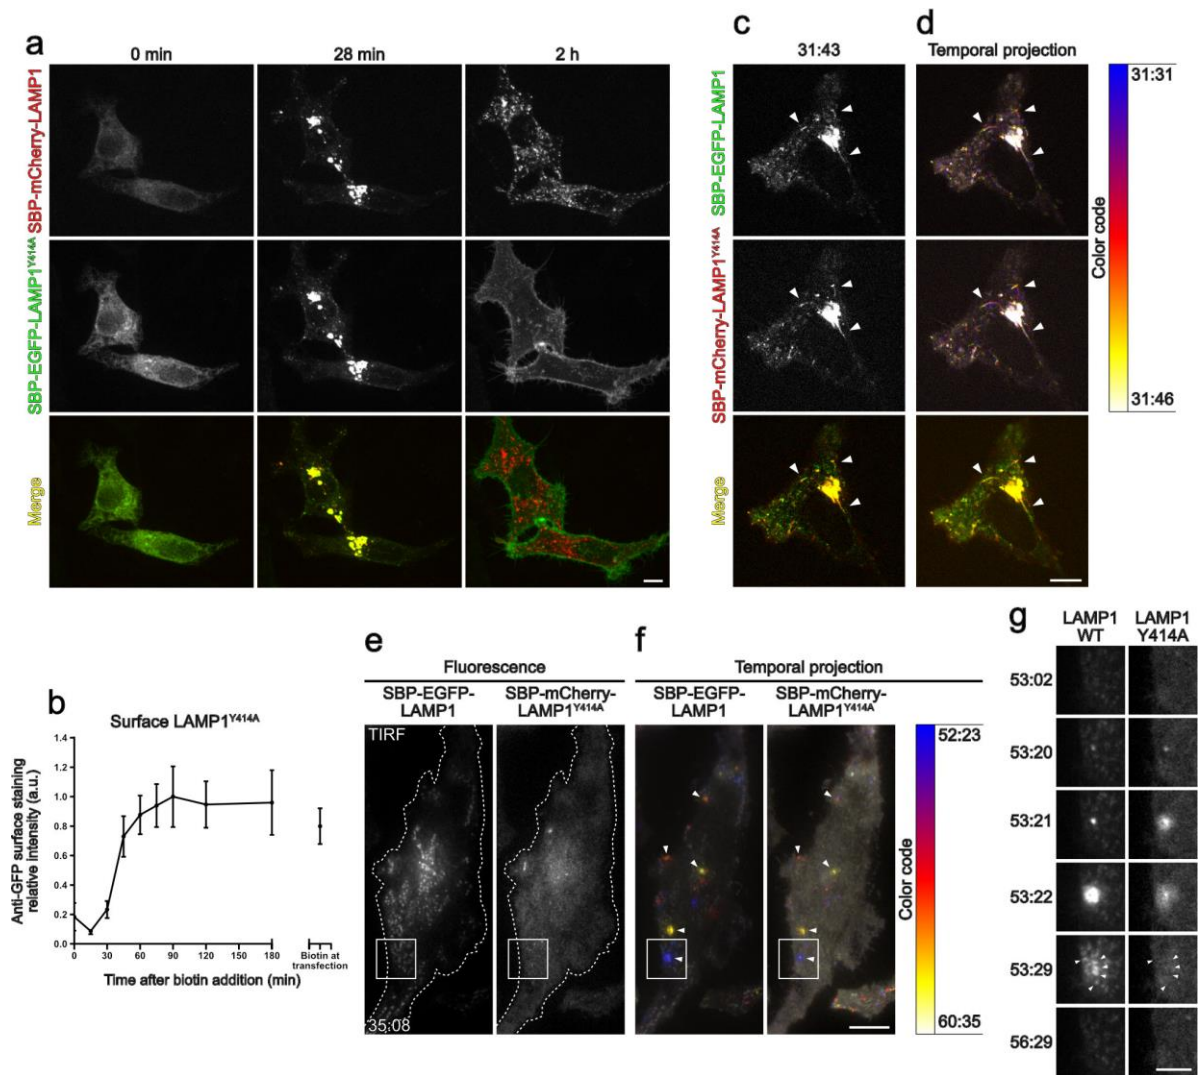 a
0 min
28 min
2 h
SBP-mCherry-LAMP1
SBP-EGFP-LAMP1Y414A
Merge
c
31:43
d
Temporal projection
SBP-EGFP-LAMP1
SBP-mCherry-LAMP1Y414A
Merge
Color code
31:31
31:46
b
Surface LAMP1Y414A
Anti-GFP surface staining
relative intensity (a.u.)
1.4
1.2
1.0
0.8
0.6
0.4
0.2
0.0
0
30
60
90
120
150
180
Biotin at
transfection
Time after biotin addition (min)
e
Fluorescence
SBP-EGFP-
LAMP1
SBP-mCherry-
LAMP1Y414A
TIRF
35:08
f
Temporal projection
SBP-EGFP-
LAMP1
SBP-mCherry-
LAMP1Y414A
Color code
52:23
60:35
g
LAMP1
WT
LAMP1
Y414A
53:02
53:20
53:21
53:22
53:29
56:29